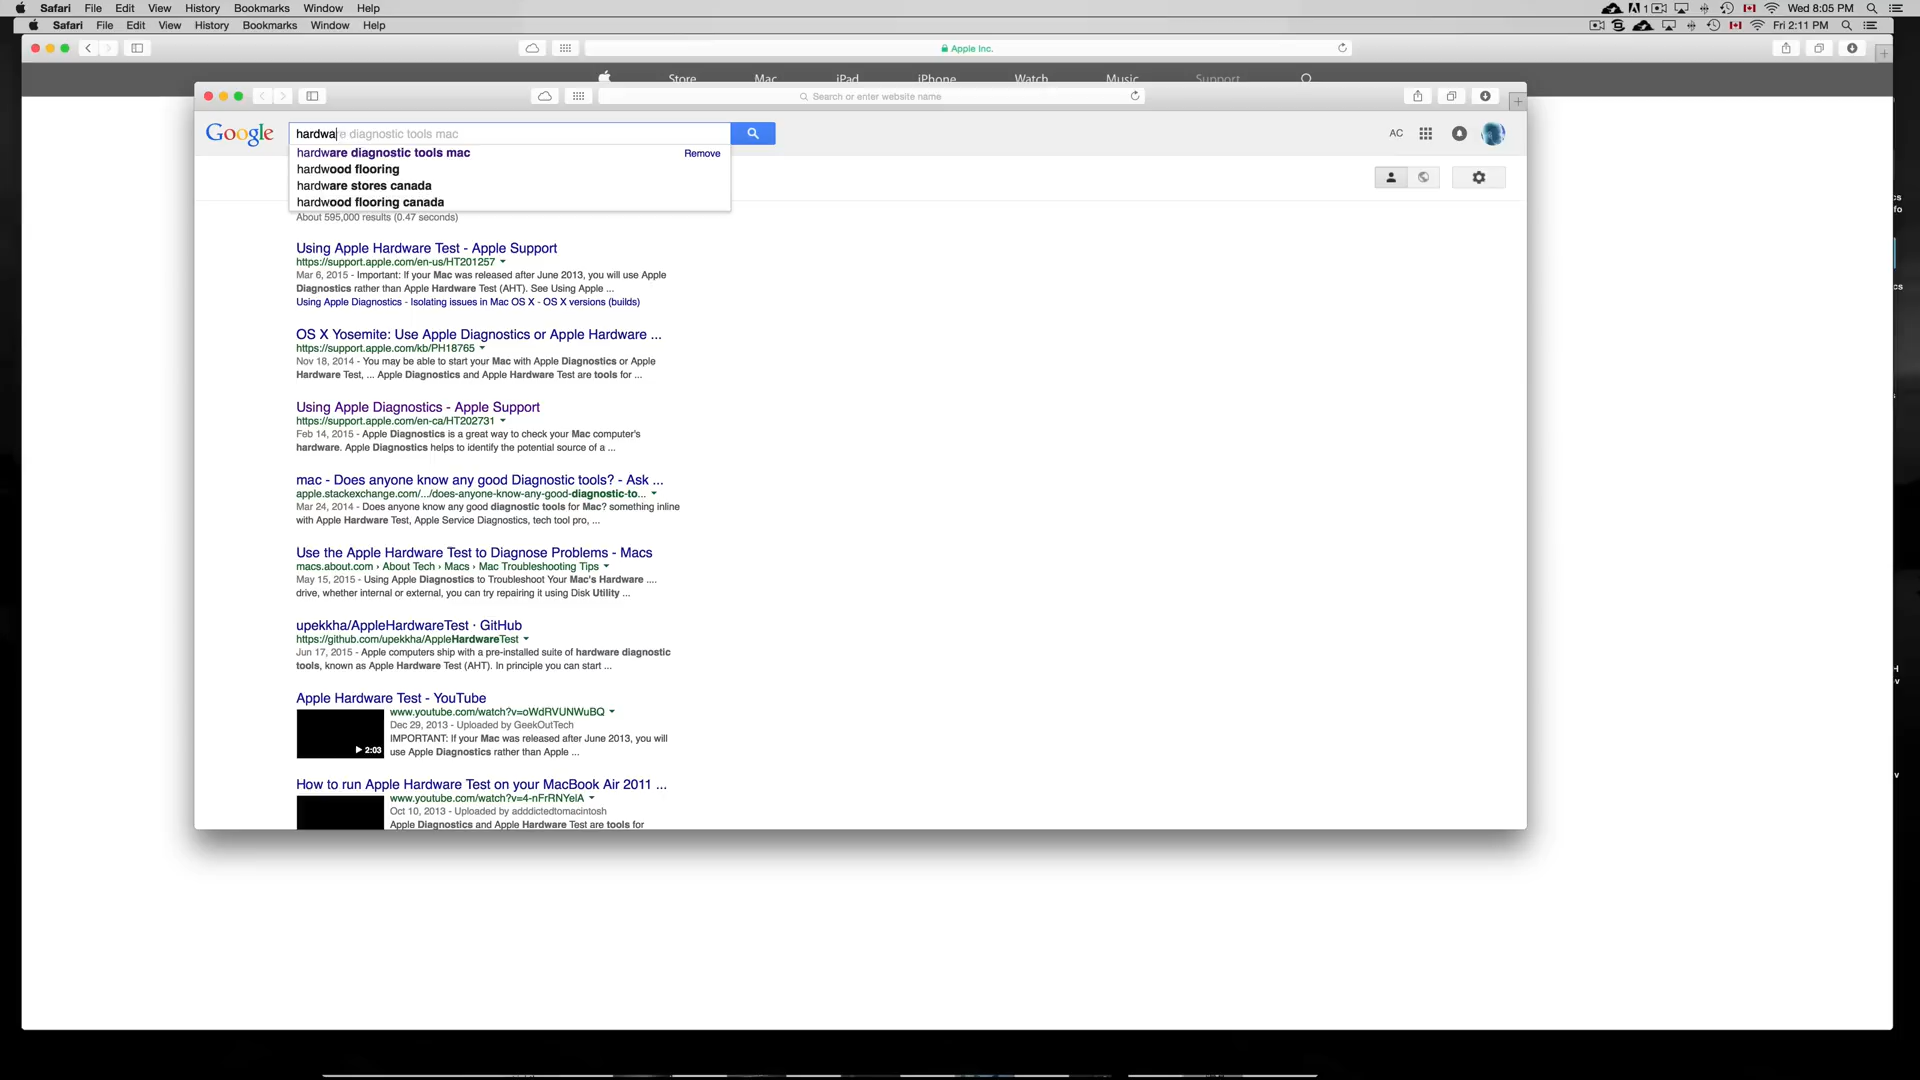 Safari File Edit View History Bookmarks Window Help
1 Wed 8:05 PM
Safari File Edit View History Bookmarks Window Help
Fri 2:11 PM
Apple Inc.
Store Mac iPad iPhone Watch Music Support
Search or enter website name
Google
hardware diagnostic tools mac
AC
hardware diagnostic tools mac Remove
hardwood flooring
hardware stores canada
hardwood flooring canada
About 595,000 results (0.47 seconds)
Using Apple Hardware Test - Apple Support
https://support.apple.com/en-us/HT201257
Mar 6, 2015 - Important: If your Mac was released after June 2013, you will use Apple
Diagnostics rather than Apple Hardware Test (AHT). See Using Apple ...
Using Apple Diagnostics - Isolating issues in Mac OS X - OS X versions (builds)
OS X Yosemite: Use Apple Diagnostics or Apple Hardware ...
https://support.apple.com/kb/PH18765
Nov 18, 2014 - You may be able to start your Mac with Apple Diagnostics or Apple
Hardware Test, ... Apple Diagnostics and Apple Hardware Test are tools for ...
Using Apple Diagnostics - Apple Support
https://support.apple.com/en-ca/HT202731
Feb 14, 2015 - Apple Diagnostics is a great way to check your Mac computer's
hardware. Apple Diagnostics helps to identify the potential source of a ...
mac - Does anyone know any good Diagnostic tools? - Ask ...
apple.stackexchange.com/.../does-anyone-know-any-good-diagnostic-to...
Mar 24, 2014 - Does anyone know any good diagnostic tools for Mac? something inline
with Apple Hardware Test, Apple Service Diagnostics, tech tool pro, ...
Use the Apple Hardware Test to Diagnose Problems - Macs
macs.about.com › About Tech › Macs › Mac Troubleshooting Tips
May 15, 2015 - Using Apple Diagnostics to Troubleshoot Your Mac's Hardware ....
drive, whether internal or external, you can try repairing it using Disk Utility ...
upekkha/AppleHardwareTest · GitHub
https://github.com/upekkha/AppleHardwareTest
Jun 17, 2015 - Apple computers ship with a pre-installed suite of hardware diagnostic
tools, known as Apple Hardware Test (AHT). In principle you can start ...
Apple Hardware Test - YouTube
www.youtube.com/watch?v=oWdRVUNWuBQ
Dec 29, 2013 - Uploaded by GeekOutTech
IMPORTANT: If your Mac was released after June 2013, you will
use Apple Diagnostics rather than Apple ...
2:03
How to run Apple Hardware Test on your MacBook Air 2011 ...
www.youtube.com/watch?v=4-nFrRNYelA
Oct 10, 2013 - Uploaded by adddictedtomacintosh
Apple Diagnostics and Apple Hardware Test are tools for